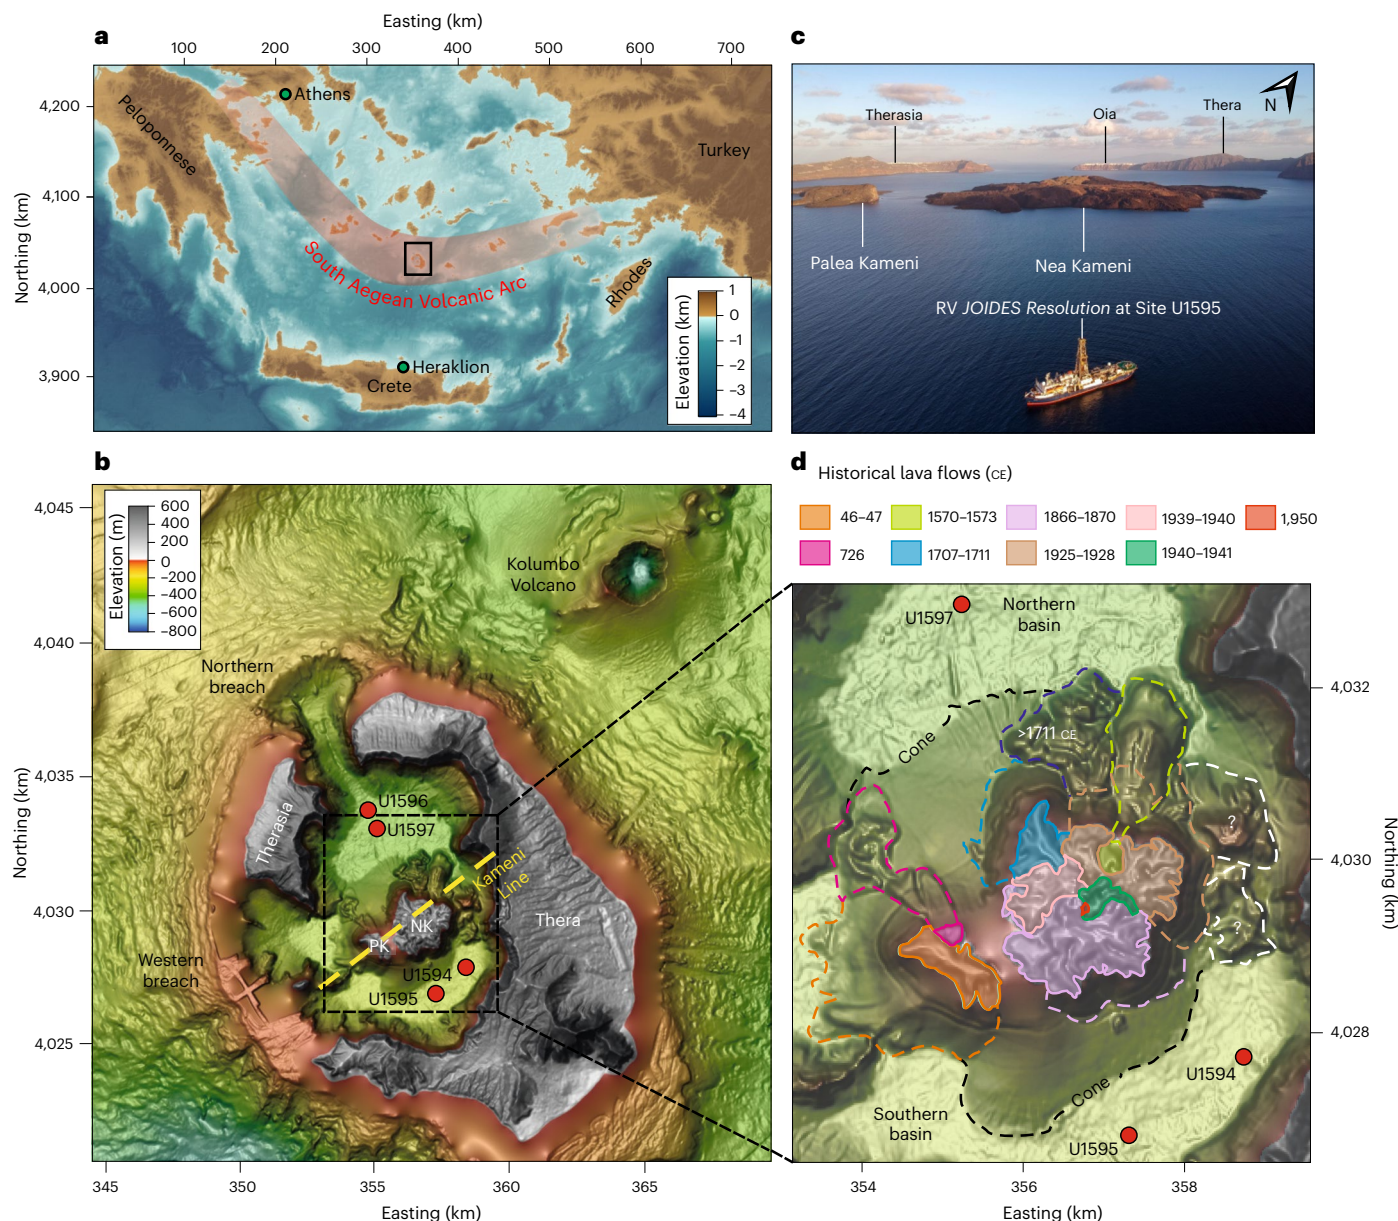 a
Easting (km)
100 200 300 400 500 600 700
Northing (km)
4,200
4,100
4,000
3,900
Athens
Peloponnese
Turkey
South Aegean Volcanic Arc
Rhodes
Heraklion
Crete
Elevation (km)
1
0
–1
–2
–3
–4
c
Therasia
Oia
Thera
N
Palea Kameni
Nea Kameni
RV JOIDES Resolution at Site U1595
b
Elevation (m)
600
400
200
0
–200
–400
–600
–800
Northing (km)
4,045
4,040
4,035
4,030
4,025
Kolumbo
Volcano
Northern
breach
U1596
U1597
Therasia
Kameni
Line
NK
PK
Thera
Western
breach
U1594
U1595
345 350 355 360 365
Easting (km)
d
Historical lava flows (CE)
46–47 1570–1573 1866–1870 1939–1940 1,950
726 1707–1711 1925–1928 1940–1941
U1597
Northern
basin
>1711 CE
Cone
?
?
Cone
U1594
Southern
basin
U1595
4,032
4,030
4,028
Northing (km)
354 356 358
Easting (km)